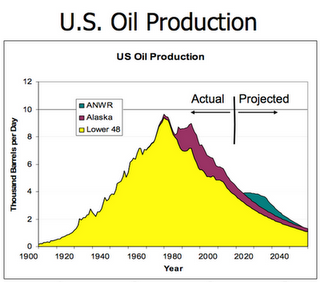 U.S. Oil Production
US Oil Production
12
10
8
6
4
2
0
Thousand Barrels per Day
ANWR
Alaska
Lower 48
Actual
Projected
1900 1920 1940 1960 1980 2000 2020 2040
Year